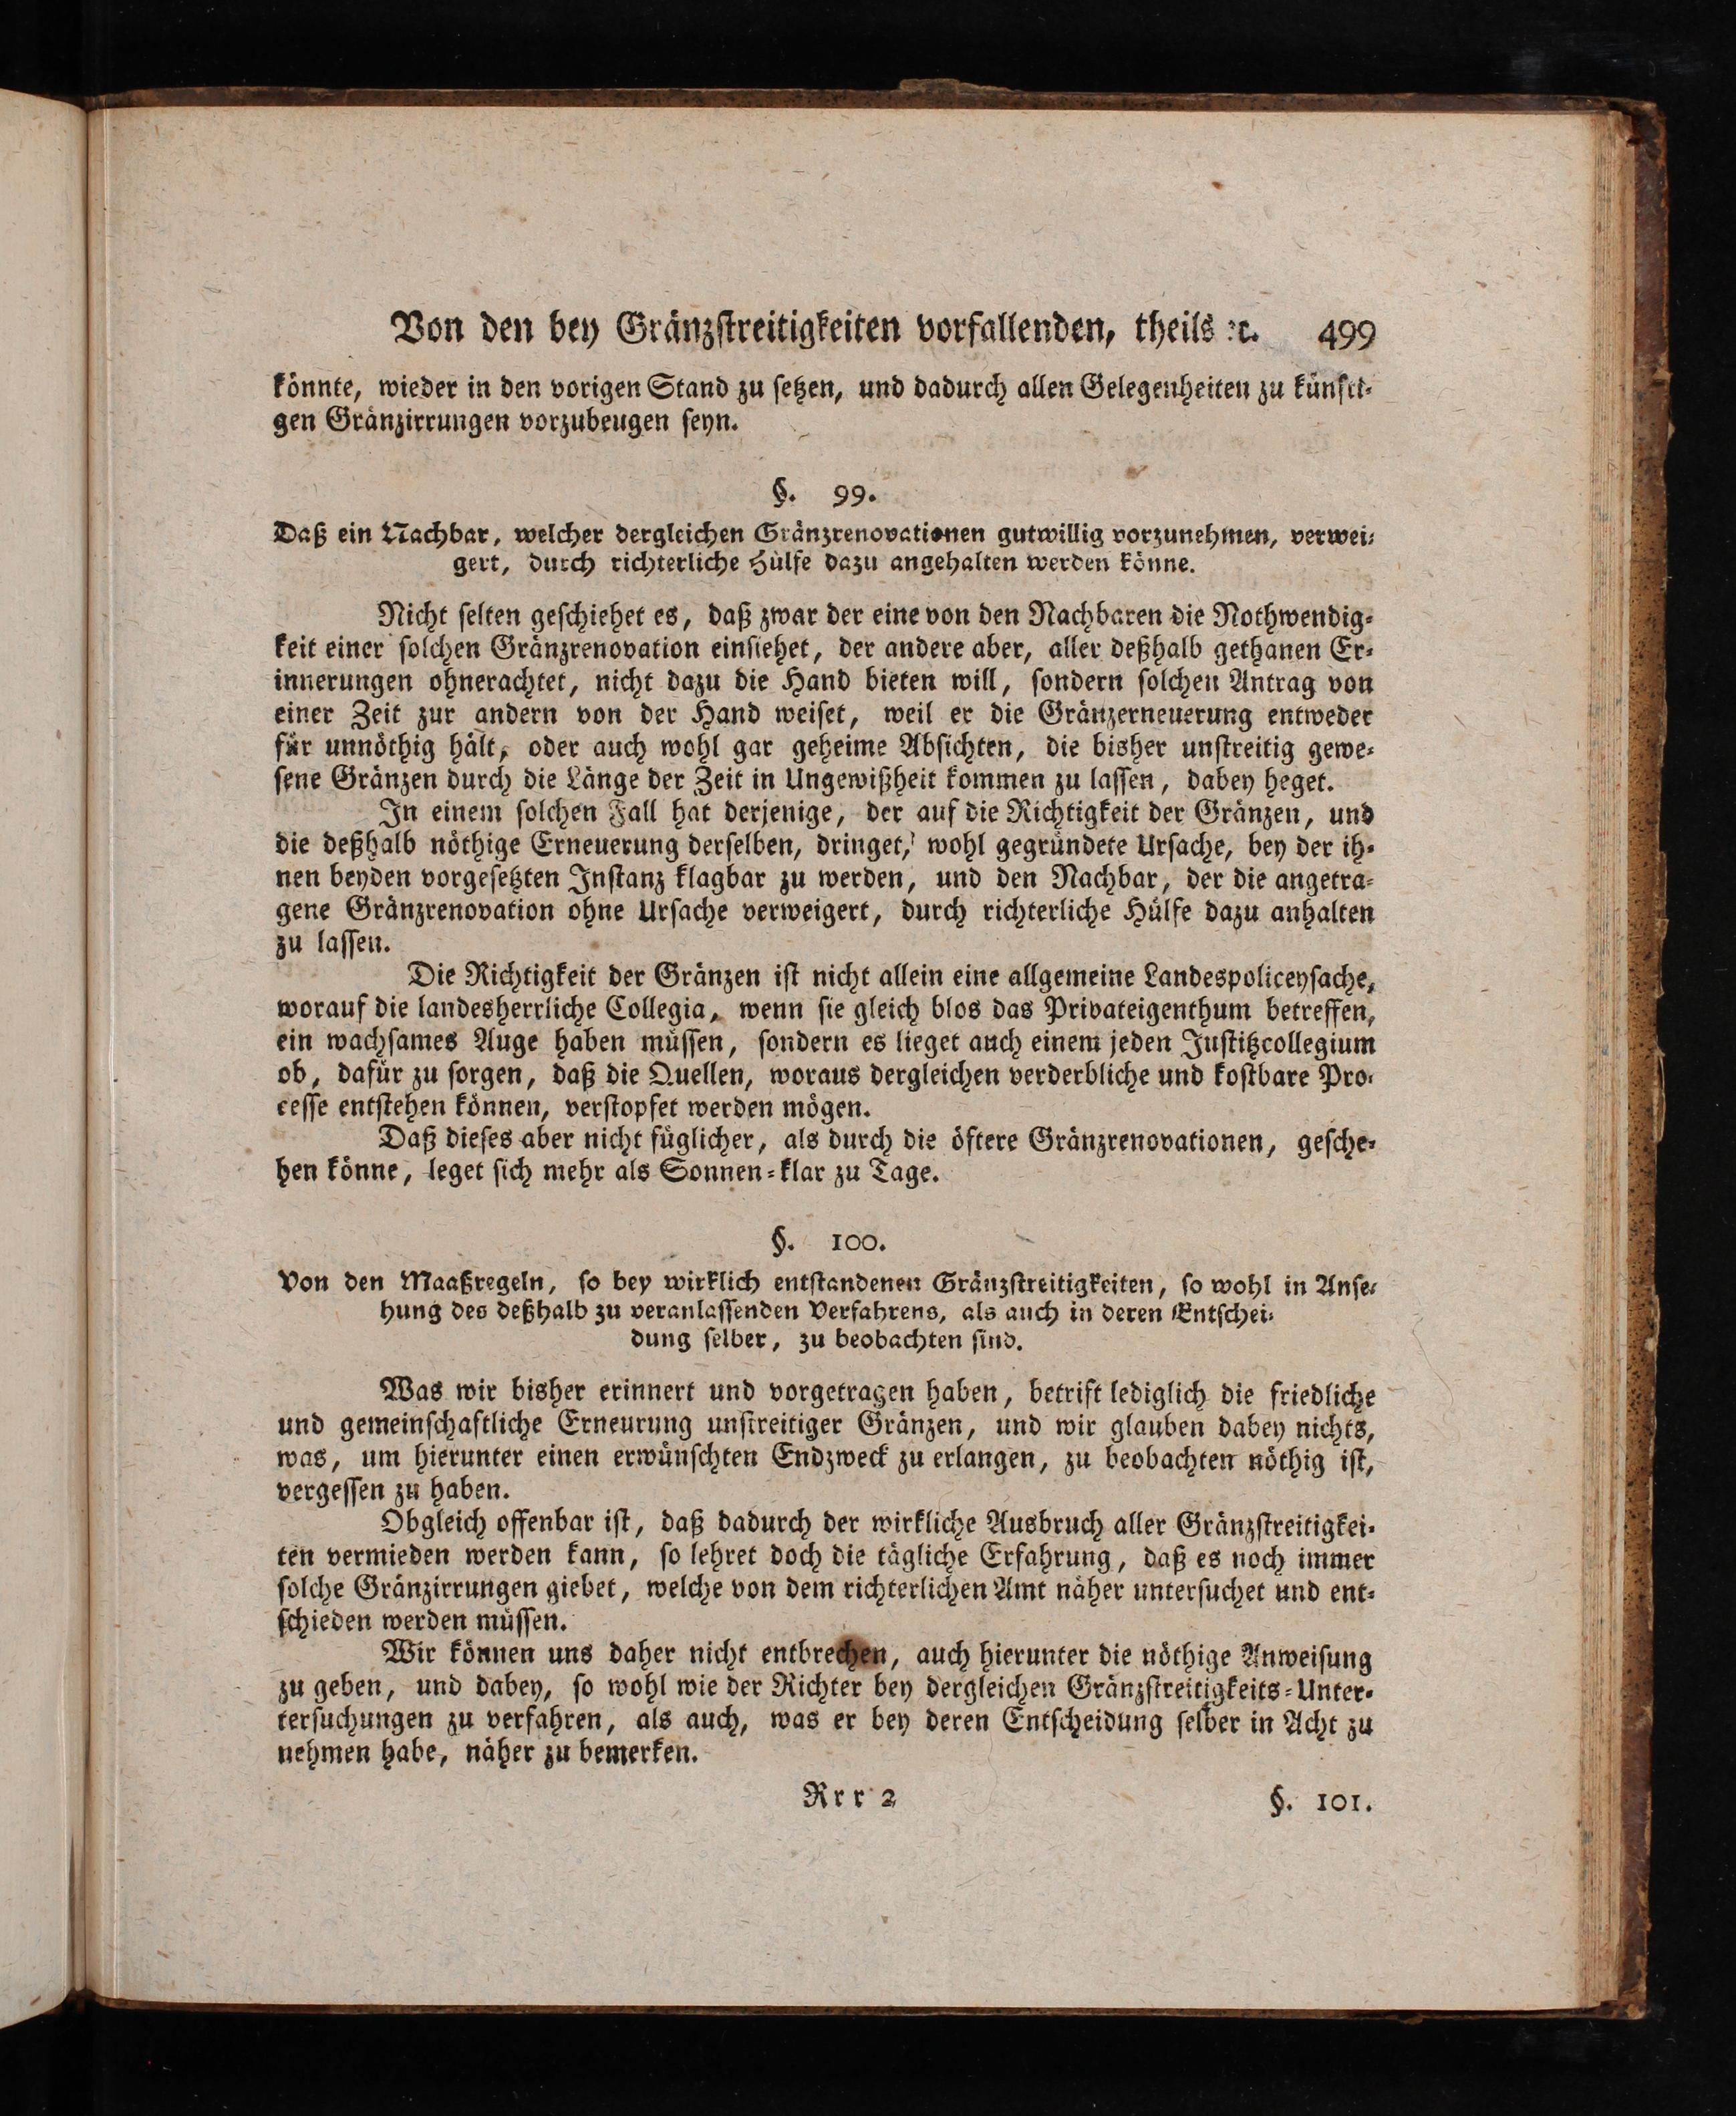 Von den bey Gränzstreitigkeiten vorfallenden, theils ꝛc. 499
könnte, wieder in den vorigen Stand zu setzen, und dadurch allen Gelegenheiten zu künfti-
gen Gränzirrungen vorzubeugen seyn.
§. 99.
Daß ein Nachbar, welcher dergleichen Gränzrenovationen gutwillig vorzunehmen, verwei-
gert, durch richterliche Hülfe dazu angehalten werden könne.
Nicht selten geschiehet es, daß zwar der eine von den Nachbaren die Nothwendig-
keit einer solchen Gränzrenovation einsiehet, der andere aber, aller deßhalb gethanen Er-
innerungen ohnerachtet, nicht dazu die Hand bieten will, sondern solchen Antrag von
einer Zeit zur andern von der Hand weiset, weil er die Gränzerneuerung entweder
für unnöthig hält, oder auch wohl gar geheime Absichten, die bisher unstreitig gewe-
sene Gränzen durch die Länge der Zeit in Ungewißheit kommen zu lassen, dabey heget.
In einem solchen Fall hat derjenige, der auf die Richtigkeit der Gränzen, und
die deßhalb nöthige Erneuerung derselben, dringet, wohl gegründete Ursache, bey der ih-
nen beyden vorgesetzten Instanz klagbar zu werden, und den Nachbar, der die angetra-
gene Gränzrenovation ohne Ursache verweigert, durch richterliche Hülfe dazu anhalten
zu lassen.
Die Richtigkeit der Gränzen ist nicht allein eine allgemeine Landespoliceysache,
worauf die landesherrliche Collegia, wenn sie gleich blos das Privateigenthum betreffen,
ein wachsames Auge haben müssen, sondern es lieget auch einem jeden Justitzcollegium
ob, dafür zu sorgen, daß die Quellen, woraus dergleichen verderbliche und kostbare Pro-
cesse entstehen können, verstopfet werden mögen.
Daß dieses aber nicht füglicher, als durch die öftere Gränzrenovationen, gesche-
hen könne, leget sich mehr als Sonnen-klar zu Tage.
§. 100.
Von den Maaßregeln, so bey wirklich entstandenen Gränzstreitigkeiten, so wohl in Anse-
hung des deßhalb zu veranlassenden Verfahrens, als auch in deren Entschei-
dung selber, zu beobachten sind.
Was wir bisher erinnert und vorgetragen haben, betrift lediglich die friedliche
und gemeinschaftliche Erneurung unstreitiger Gränzen, und wir glauben dabey nichts,
was, um hierunter einen erwünschten Endzweck zu erlangen, zu beobachten nöthig ist,
vergessen zu haben.
Obgleich offenbar ist, daß dadurch der wirkliche Ausbruch aller Gränzstreitigkei-
ten vermieden werden kann, so lehret doch die tägliche Erfahrung, daß es noch immer
solche Gränzirrungen giebet, welche von dem richterlichen Amt näher untersuchet und ent-
schieden werden müssen.
Wir können uns daher nicht entbrechen, auch hierunter die nöthige Anweisung
zu geben, und dabey, so wohl wie der Richter bey dergleichen Gränzstreitigkeits-Unter-
tersuchungen zu verfahren, als auch, was er bey deren Entscheidung selber in Acht zu
nehmen habe, näher zu bemerken.
Rrr 2 §. 101.